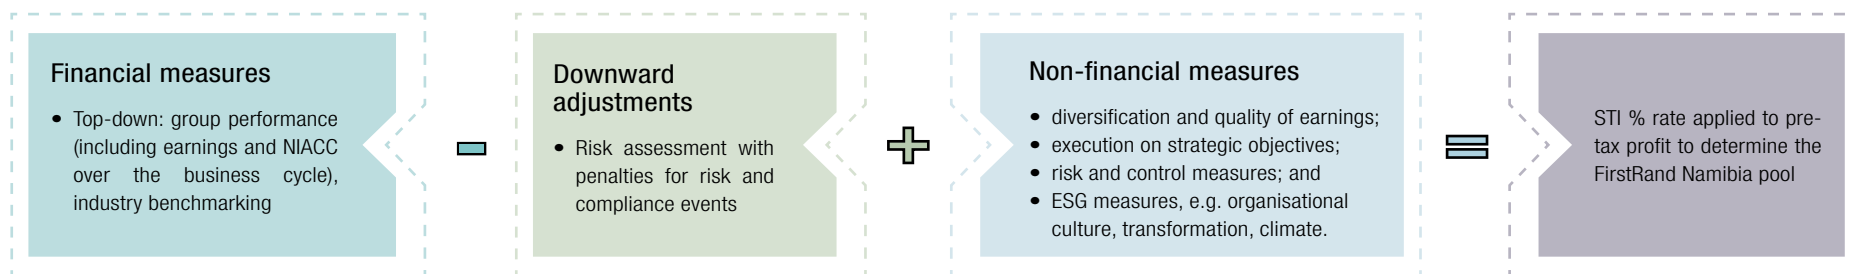 Financial measures
• Top-down: group performance
(including earnings and NIACC
over the business cycle),
industry benchmarking
-
Downward
adjustments
• Risk assessment with
penalties for risk and
compliance events
+
Non-financial measures
• diversification and quality of earnings;
• execution on strategic objectives;
• risk and control measures; and
• ESG measures, e.g. organisational
culture, transformation, climate.
=
STI % rate applied to pre-
tax profit to determine the
FirstRand Namibia pool